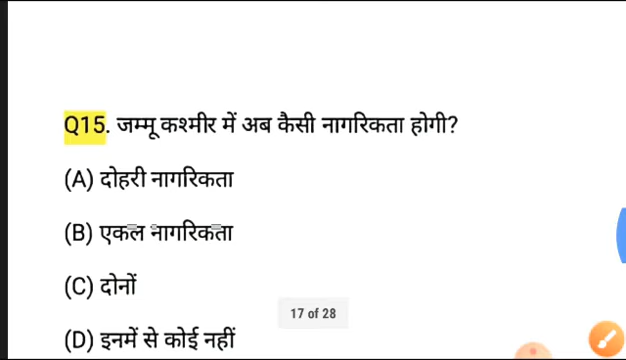 Q15. जम्मू कश्मीर में अब कैसी नागरिकता होगी?
(A) दोहरी नागरिकता
(B) एकल नागरिकता
(C) दोनों
17 of 28
(D) इनमें से कोई नहीं